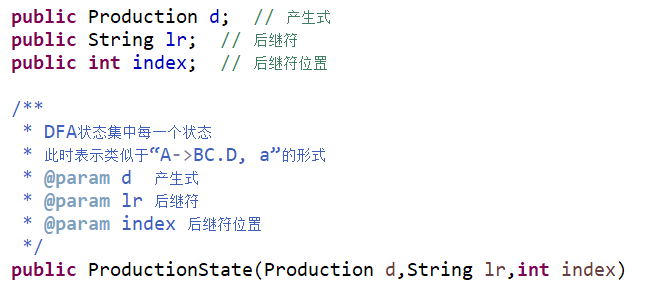 public Production d;  // 产生式
public String lr;  // 后继符
public int index;  // 后继符位置
/**
 * DFA状态集中每一个状态
 * 此时表示类似于“A->BC.D, a”的形式
 * @param d  产生式
 * @param lr 后继符
 * @param index 后继符位置
 */
public ProductionState(Production d,String lr,int index)